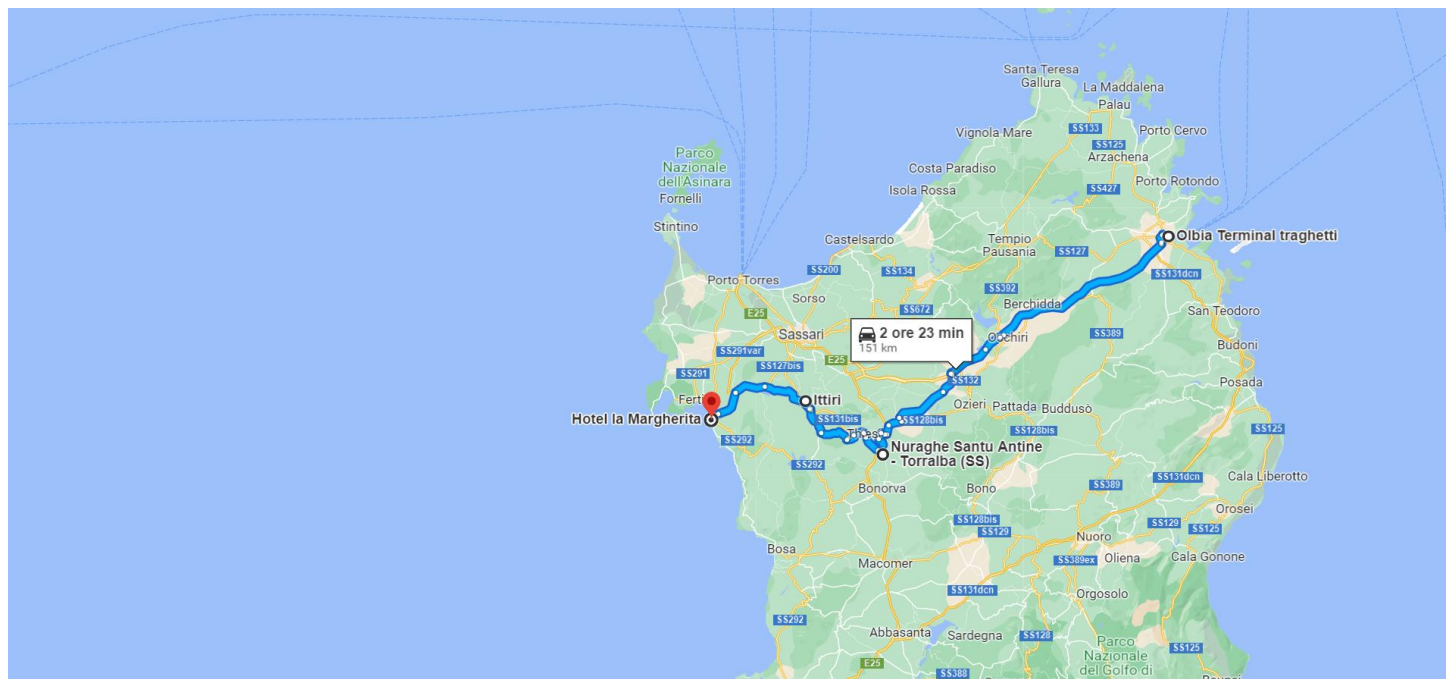 Santa Teresa
Gallura
La Maddalena
Palau
SS133
Porto Cervo
Vignola Mare
SS125
Arzachena
Parco
Nazionale
dell'Asinara
Costa Paradiso
Porto Rotondo
Isola Rossa
SS427
Fornelli
Stintino
Olbia Terminal traghetti
Castelsardo
Tempio
Pausania
SS127
SS200
SS134
SS131dcn
Porto Torres
SS392
Sorso
Berchidda
E25
SS672
San Teodoro
Sassari
2 ore 23 min
151 km
SS389
Oschiri
Budoni
SS291var
E25
SS127bis
SS291
SS132
Posada
Ittiri
Ozieri
Pattada
Buddusò
Hotel la Margherita
SS131bis
SS128bis
SS128bis
SS125
SS292
Nuraghe Santu Antine
- Torralba (SS)
SS292
Bonorva
Bono
SS389
SS131dcn
Cala Liberotto
Orosei
SS128bis
SS129
SS129
SS125
Nuoro
Bosa
Macomer
SS389ex
Oliena
Cala Gonone
SS131dcn
Orgosolo
SS292
Abbasanta
Sardegna
SS128
Parco
Nazionale
del Golfo di
SS125
E25
SS388